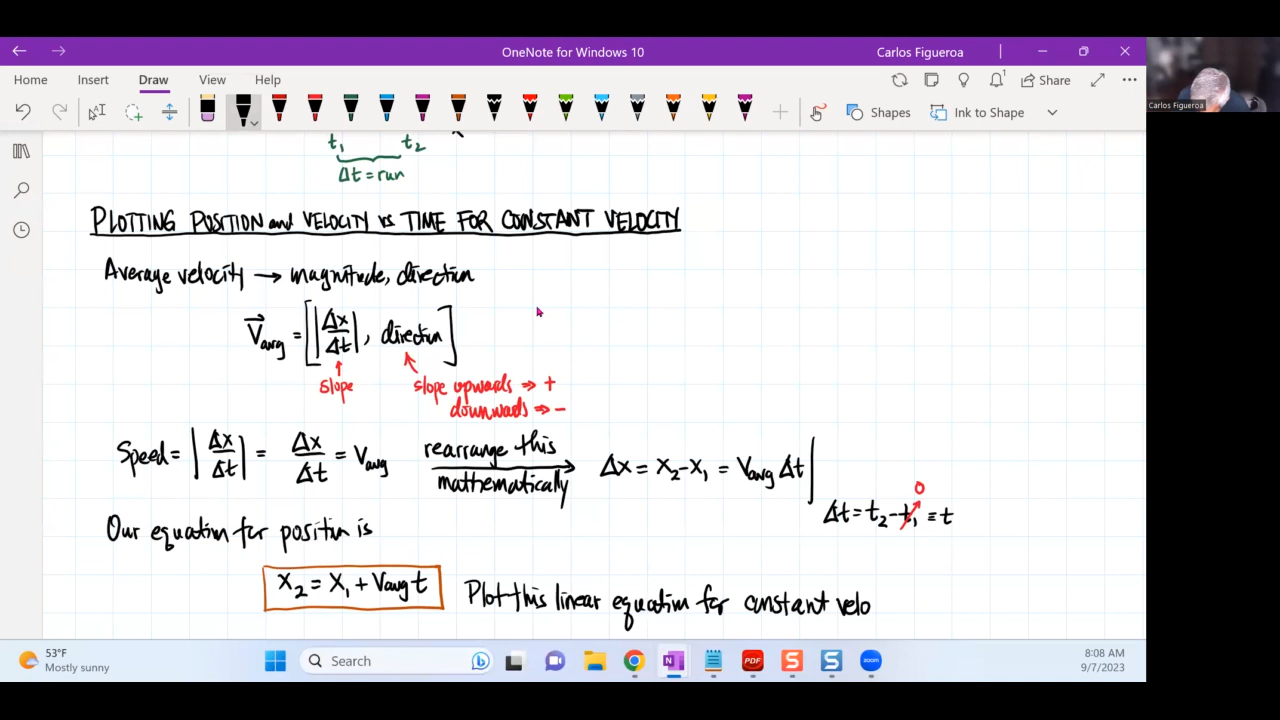 OneNote for Windows 10
Carlos Figueroa
Home Insert Draw View Help
1 Share
Shapes Ink to Shape
Carlos Figueroa
t₁ t₂
Δt = run
PLOTTING POSITION and VELOCITY vs TIME FOR CONSTANT VELOCITY
Average velocity → magnitude, direction
V⃗avg = [|Δx/Δt|, direction]
slope slope upwards ⇒ +
downwads ⇒ −
Speed = |Δx/Δt| = Δx/Δt = Vavg rearrange this mathematically Δx = x₂ − x₁ = Vavg Δt |
Δt = t₂ − t₁ ≡ t 0
Our equation for position is
x₂ = x₁ + Vavg t Plot this linear equation for constant velo
53°F
Mostly sunny
Search
PDF S S zoom
8:08 AM
9/7/2023